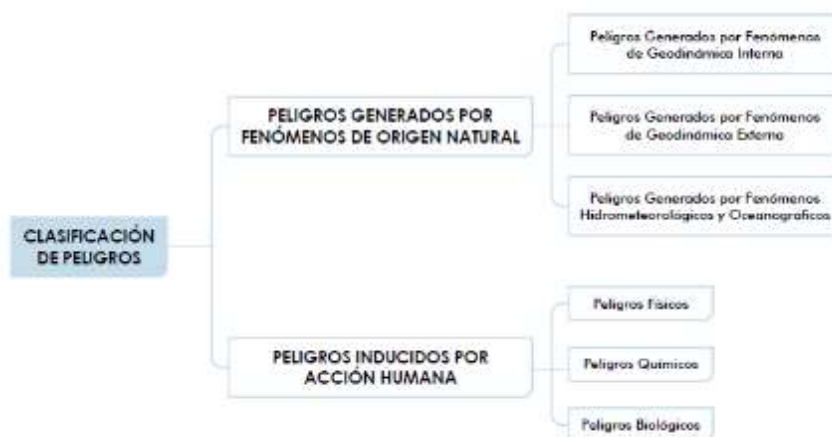 CLASIFICACIÓN
DE PELIGROS
PELIGROS GENERADOS POR
FENÓMENOS DE ORIGEN NATURAL
Peligros Generados por Fenómenos
de Geodinámica Interna
Peligros Generados por Fenómenos
de Geodinámica Externa
Peligros Generados por Fenómenos
Hidrometeorológicos y Oceanográficos
PELIGROS INDUCIDOS POR
ACCIÓN HUMANA
Peligros Físicos
Peligros Químicos
Peligros Biológicos